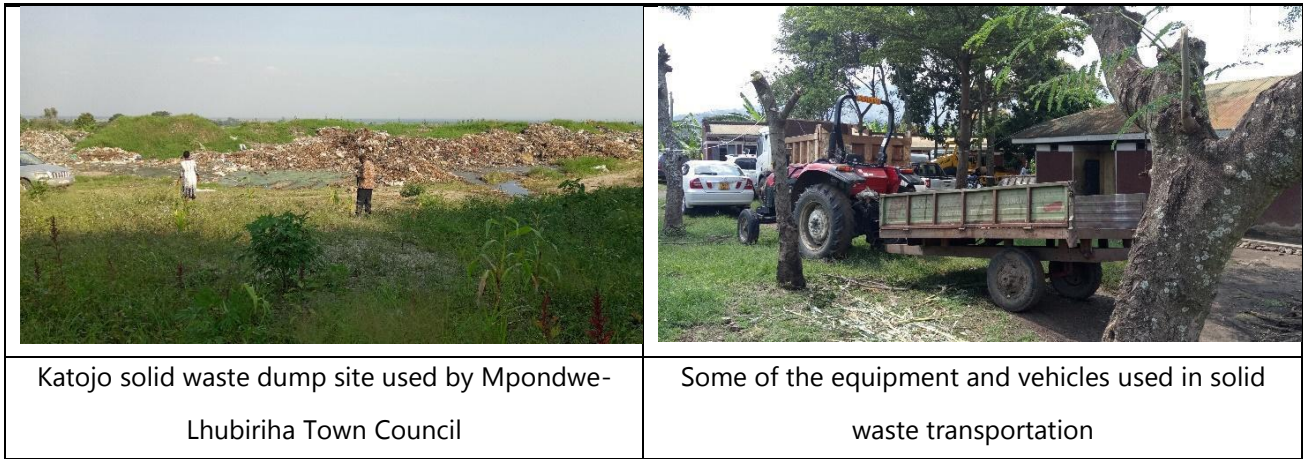 Katojo solid waste dump site used by Mpondwe-
Lhubiriha Town Council
Some of the equipment and vehicles used in solid
waste transportation